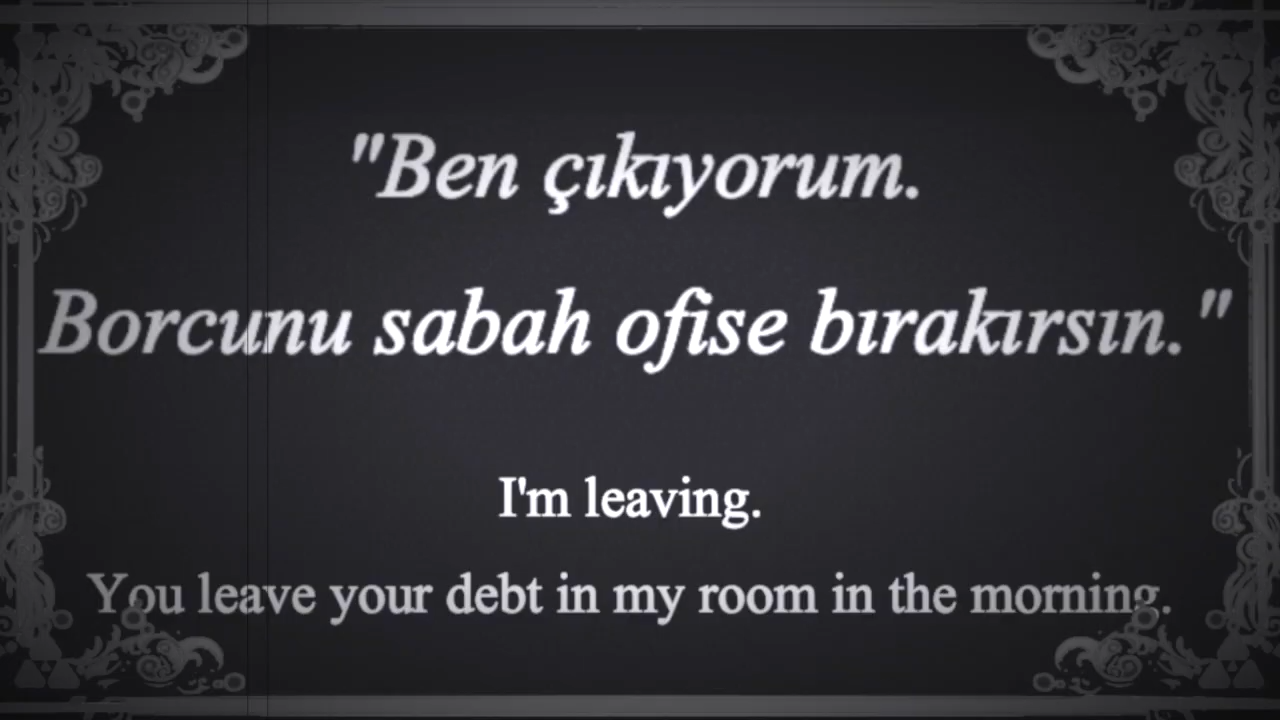 "Ben çıkıyorum.
Borcunu sabah ofise bırakırsın."
I'm leaving.
You leave your debt in my room in the morning.